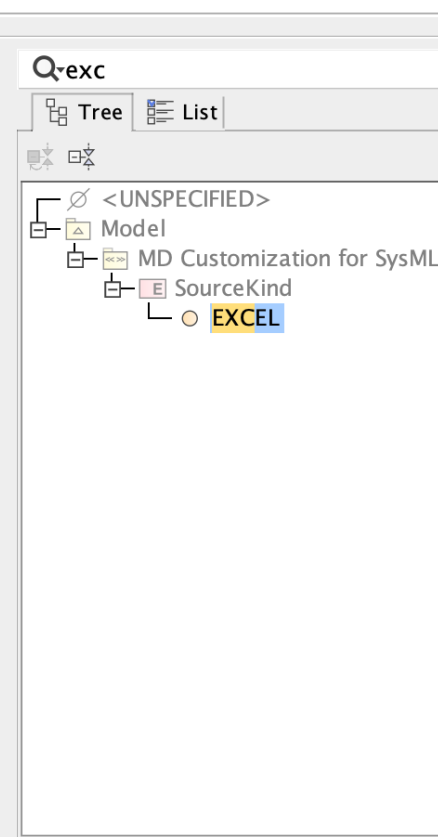 exc
Tree List
<UNSPECIFIED>
Model
MD Customization for SysML
E SourceKind
EXCEL